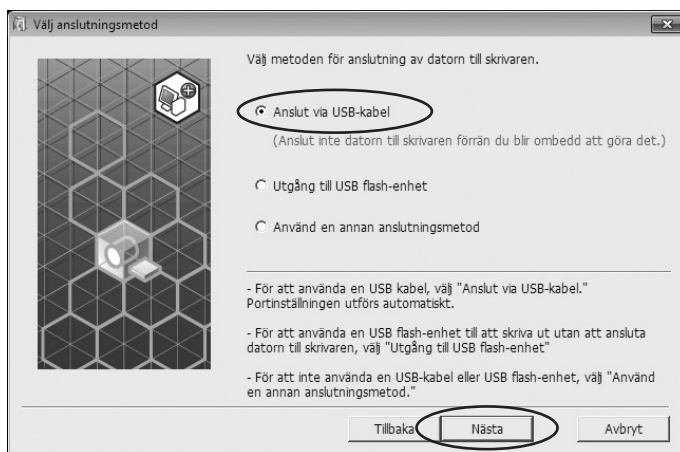 Välj anslutningsmetod
Välj metoden för anslutning av datorn till skrivaren.
Anslut via USB-kabel
(Anslut inte datorn till skrivaren förrän du blir ombedd att göra det.)
Utgång till USB flash-enhet
Använd en annan anslutningsmetod
- För att använda en USB kabel, välj "Anslut via USB-kabel."
Portinställningen utförs automatiskt.
- För att använda en USB flash-enhet till att skriva ut utan att ansluta
datorn till skrivaren, välj "Utgång till USB flash-enhet"
- För att inte använda en USB-kabel eller USB flash-enhet, välj "Använd
en annan anslutningsmetod."
Tillbaka Nästa Avbryt